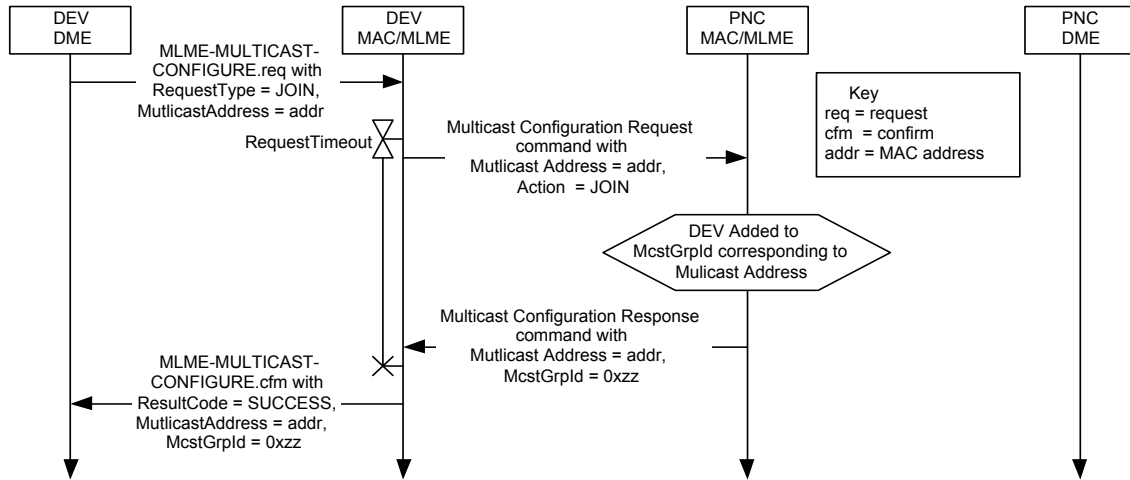 DEV
DME
DEV
MAC/MLME
PNC
MAC/MLME
PNC
DME
MLME-MULTICAST-
CONFIGURE.req with
RequestType = JOIN,
MutlicastAddress = addr
Key
req = request
cfm = confirm
addr = MAC address
RequestTimeout
Multicast Configuration Request
command with
Mutlicast Address = addr,
Action = JOIN
DEV Added to
McstGrpId corresponding to
Mulicast Address
Multicast Configuration Response
command with
Mutlicast Address = addr,
McstGrpId = 0xzz
MLME-MULTICAST-
CONFIGURE.cfm with
ResultCode = SUCCESS,
MutlicastAddress = addr,
McstGrpId = 0xzz